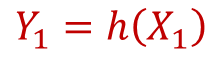 Y₁ = h(X₁)